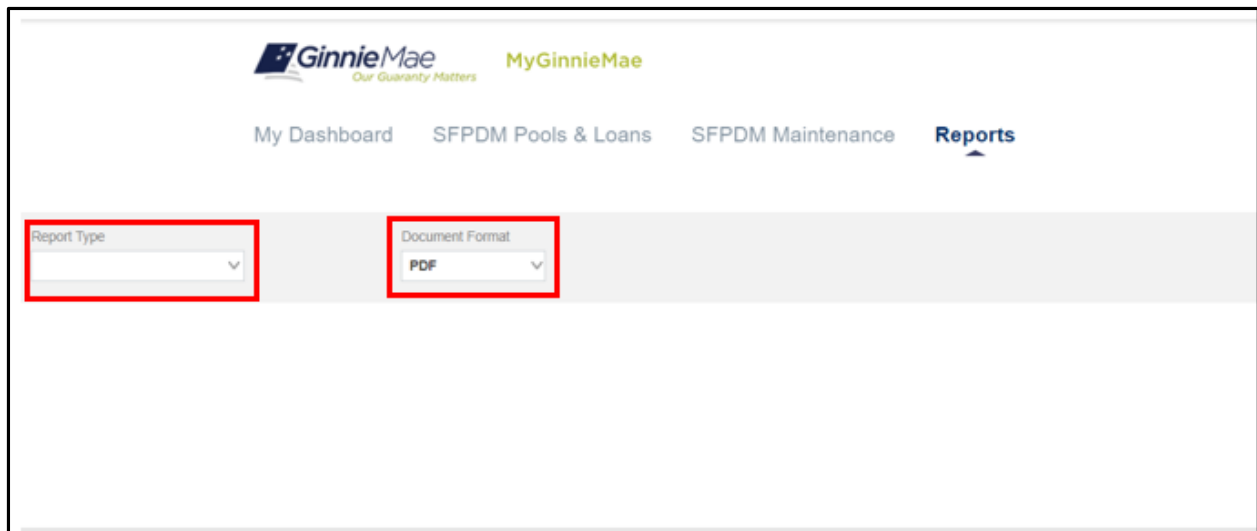 GinnieMae MyGinnieMae
Our Guaranty Matters
My Dashboard SFPDM Pools & Loans SFPDM Maintenance Reports
Report Type Document Format
PDF